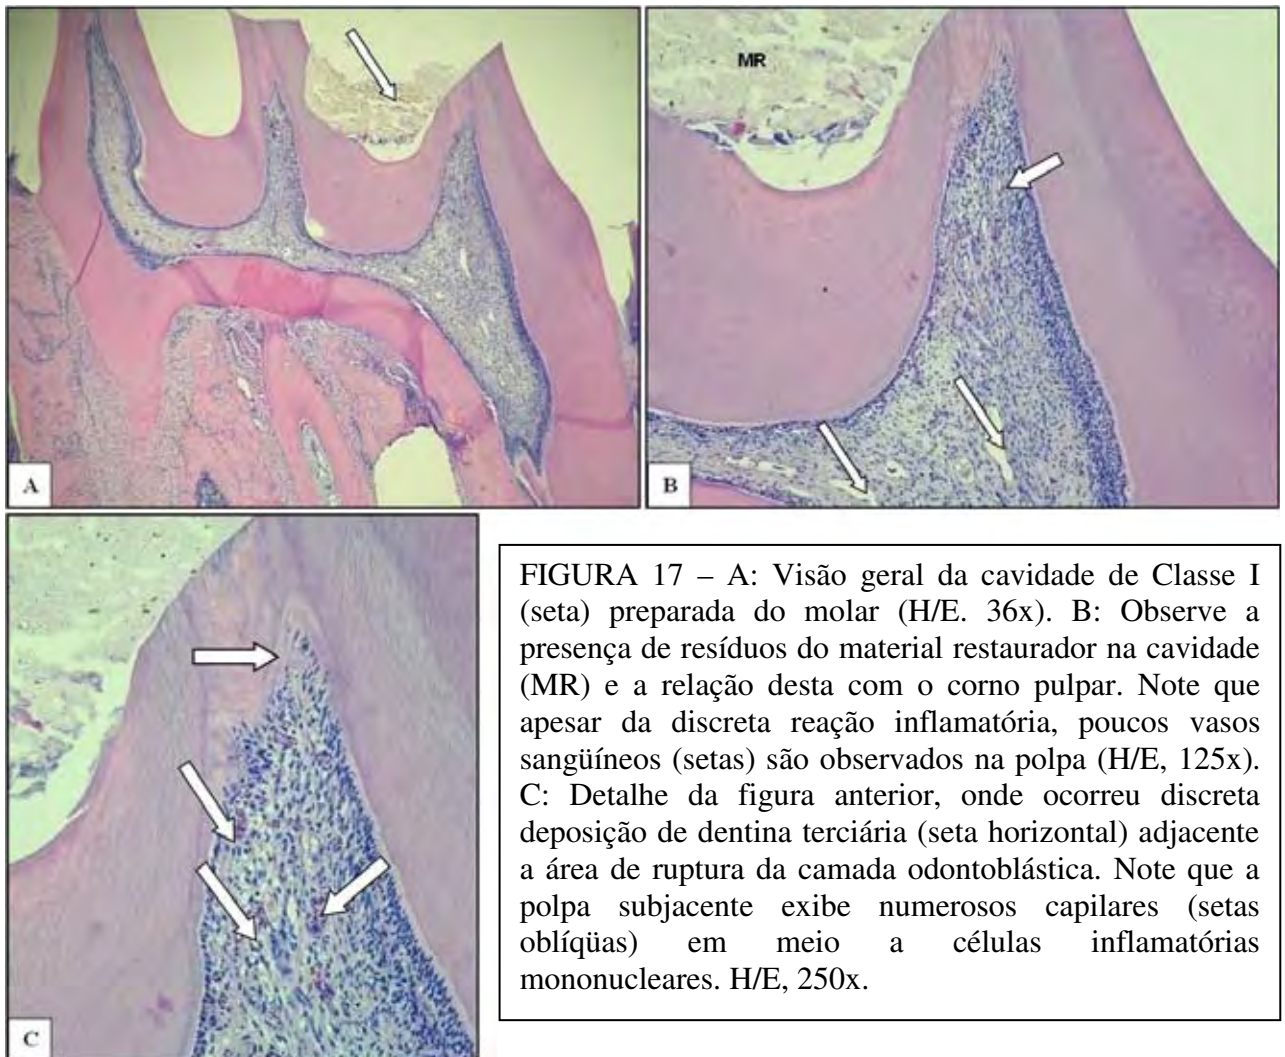 MR
A
B
C
FIGURA 17 – A: Visão geral da cavidade de Classe I
(seta) preparada do molar (H/E. 36x). B: Observe a
presença de resíduos do material restaurador na cavidade
(MR) e a relação desta com o corno pulpar. Note que
apesar da discreta reação inflamatória, poucos vasos
sangüíneos (setas) são observados na polpa (H/E, 125x).
C: Detalhe da figura anterior, onde ocorreu discreta
deposição de dentina terciária (seta horizontal) adjacente
a área de ruptura da camada odontoblástica. Note que a
polpa subjacente exibe numerosos capilares (setas
oblíqüas) em meio a células inflamatórias
mononucleares. H/E, 250x.